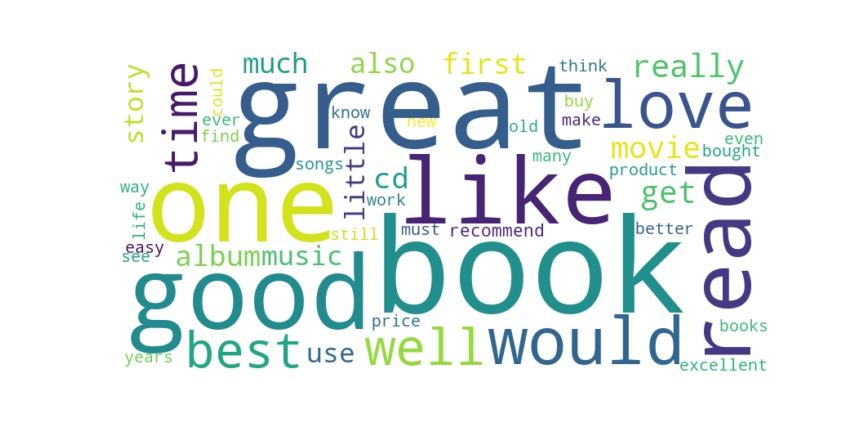 much
also
first
think
really
story
time
could
great
love
ever
find
know
new
old
buy
make
movie
even
bought
songs
little
many
product
way
one
cd
work
like
get
read
life
still
must
recommend
better
easy
see
album
music
good
book
price
would
books
years
best
use
well
excellent